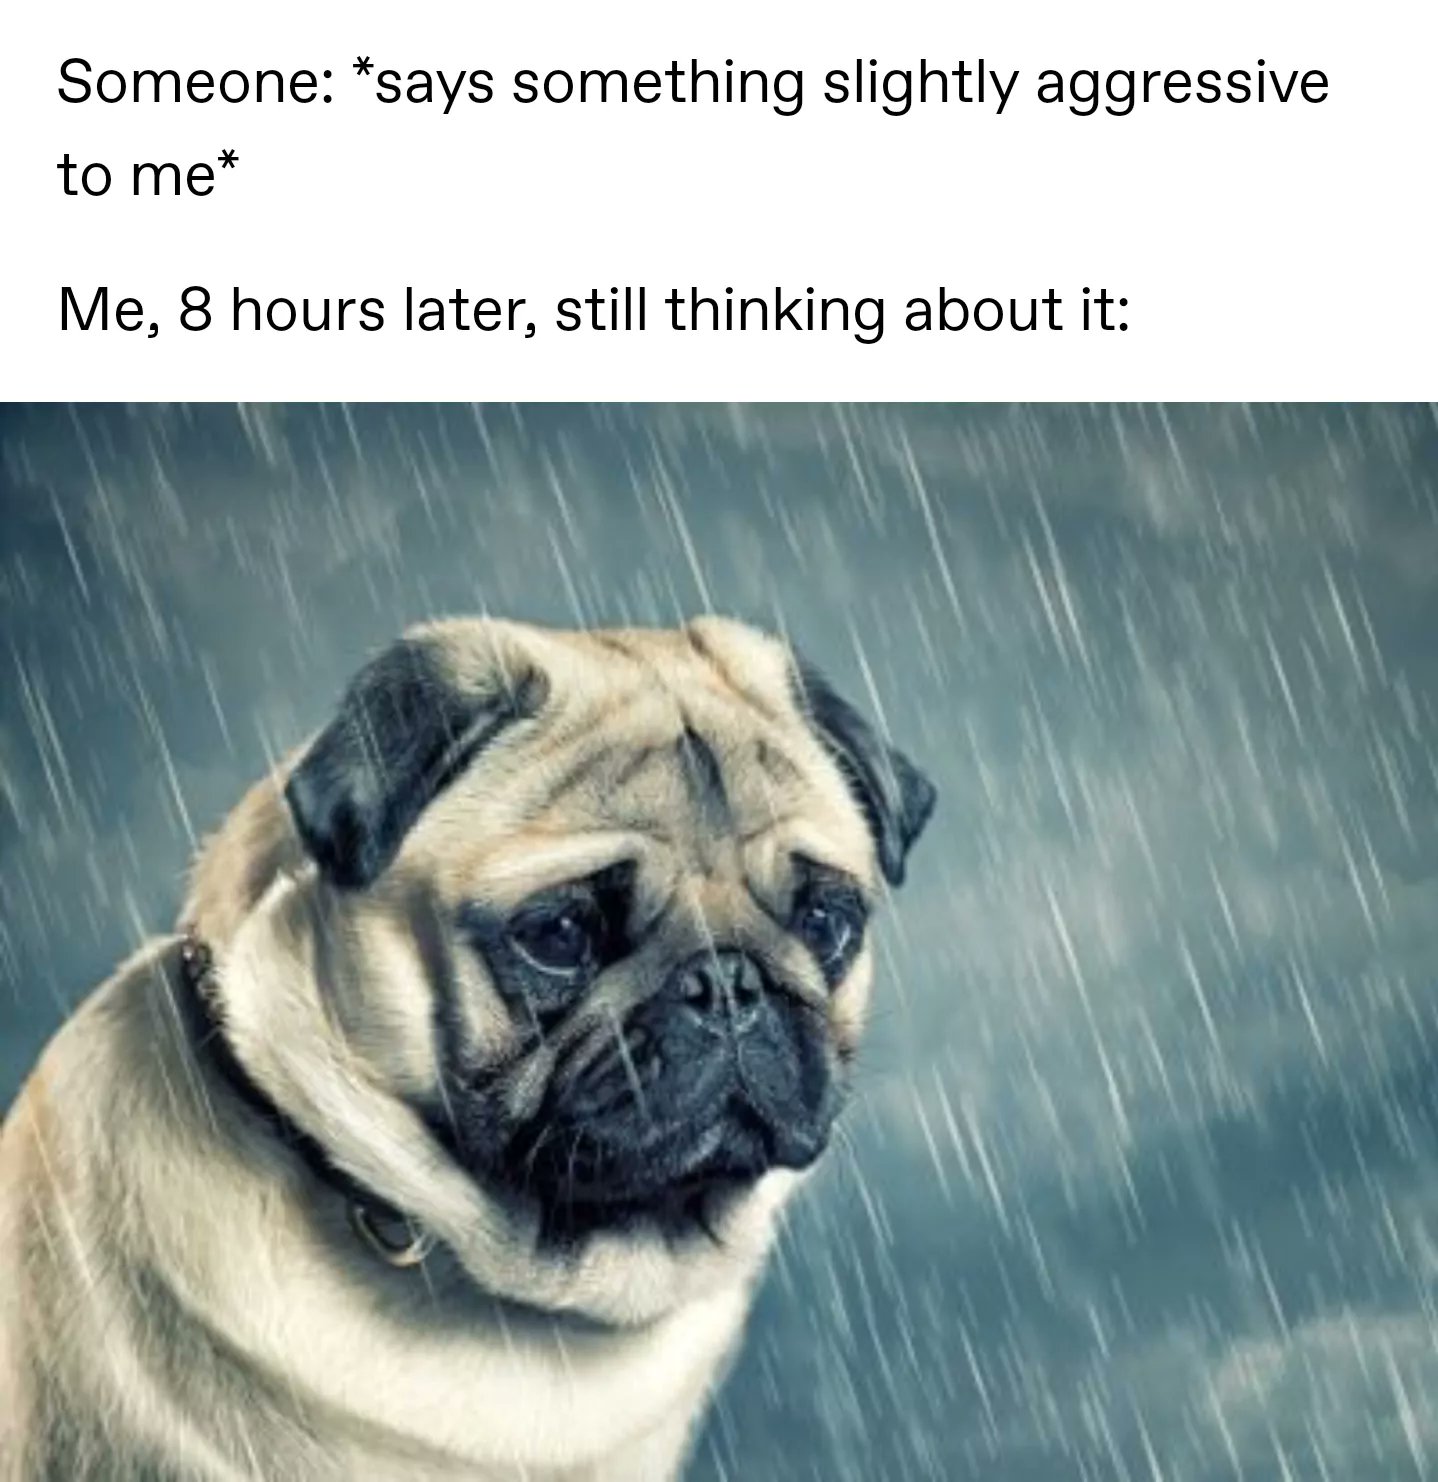 Someone: *says something slightly aggressive
to me*
Me, 8 hours later, still thinking about it: